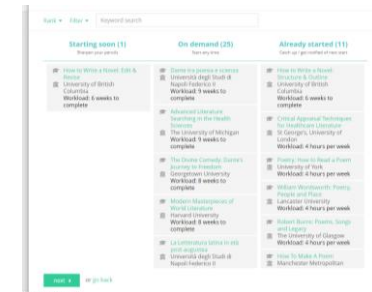 Rank Filter Keyword search
Starting soon (1)
Sharpen your pencils
How to Write a Novel: Edit &
Revise
University of British
Columbia
Workload: 6 weeks to
complete
On demand (25)
Start any time
Dante tra poesia e scienza
Università degli Studi di
Napoli Federico II
Workload: 9 weeks to
complete
Advanced Literature
Searching in the Health
Sciences
The University of Michigan
Workload: 9 weeks to
complete
The Divine Comedy: Dante's
Journey to Freedom
Georgetown University
Workload: 8 weeks to
complete
Modern Masterpieces of
World Literature
Harvard University
Workload: 8 weeks to
complete
La Letteratura latina in età
post-augustea
Università degli Studi di
Napoli Federico II
Already started (11)
Catch up / get notified of next start
How to Write a Novel:
Structure & Outline
University of British
Columbia
Workload: 6 weeks to
complete
Critical Appraisal Techniques
for Healthcare Literature
St George's, University of
London
Workload: 4 hours per week
Poetry: How to Read a Poem
University of York
Workload: 4 hours per week
William Wordsworth: Poetry,
People and Place
Lancaster University
Workload: 4 hours per week
Robert Burns: Poems, Songs
and Legacy
The University of Glasgow
Workload: 4 hours per week
How To Make A Poem
Manchester Metropolitan
next or go back